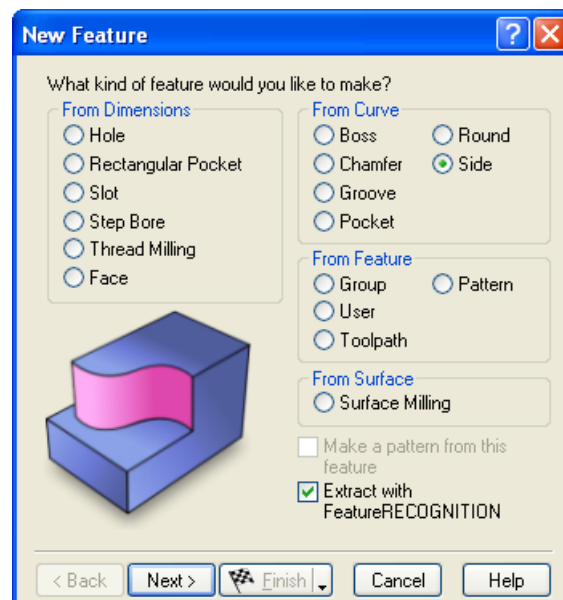 New Feature
What kind of feature would you like to make?
From Dimensions
Hole
Rectangular Pocket
Slot
Step Bore
Thread Milling
Face
From Curve
Boss
Round
Chamfer
Side
Groove
Pocket
From Feature
Group
Pattern
User
Toolpath
From Surface
Surface Milling
Make a pattern from this
feature
Extract with
FeatureRECOGNITION
< Back
Next >
Finish
Cancel
Help